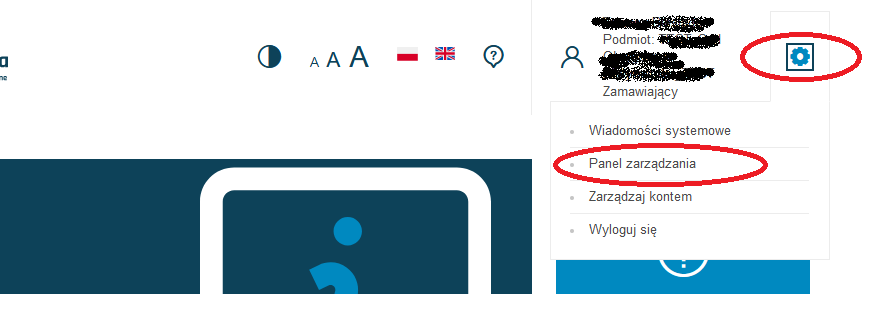 A A A
Podmiot:
Zamawiający
Wiadomości systemowe
Panel zarządzania
Zarządzaj kontem
Wyloguj się